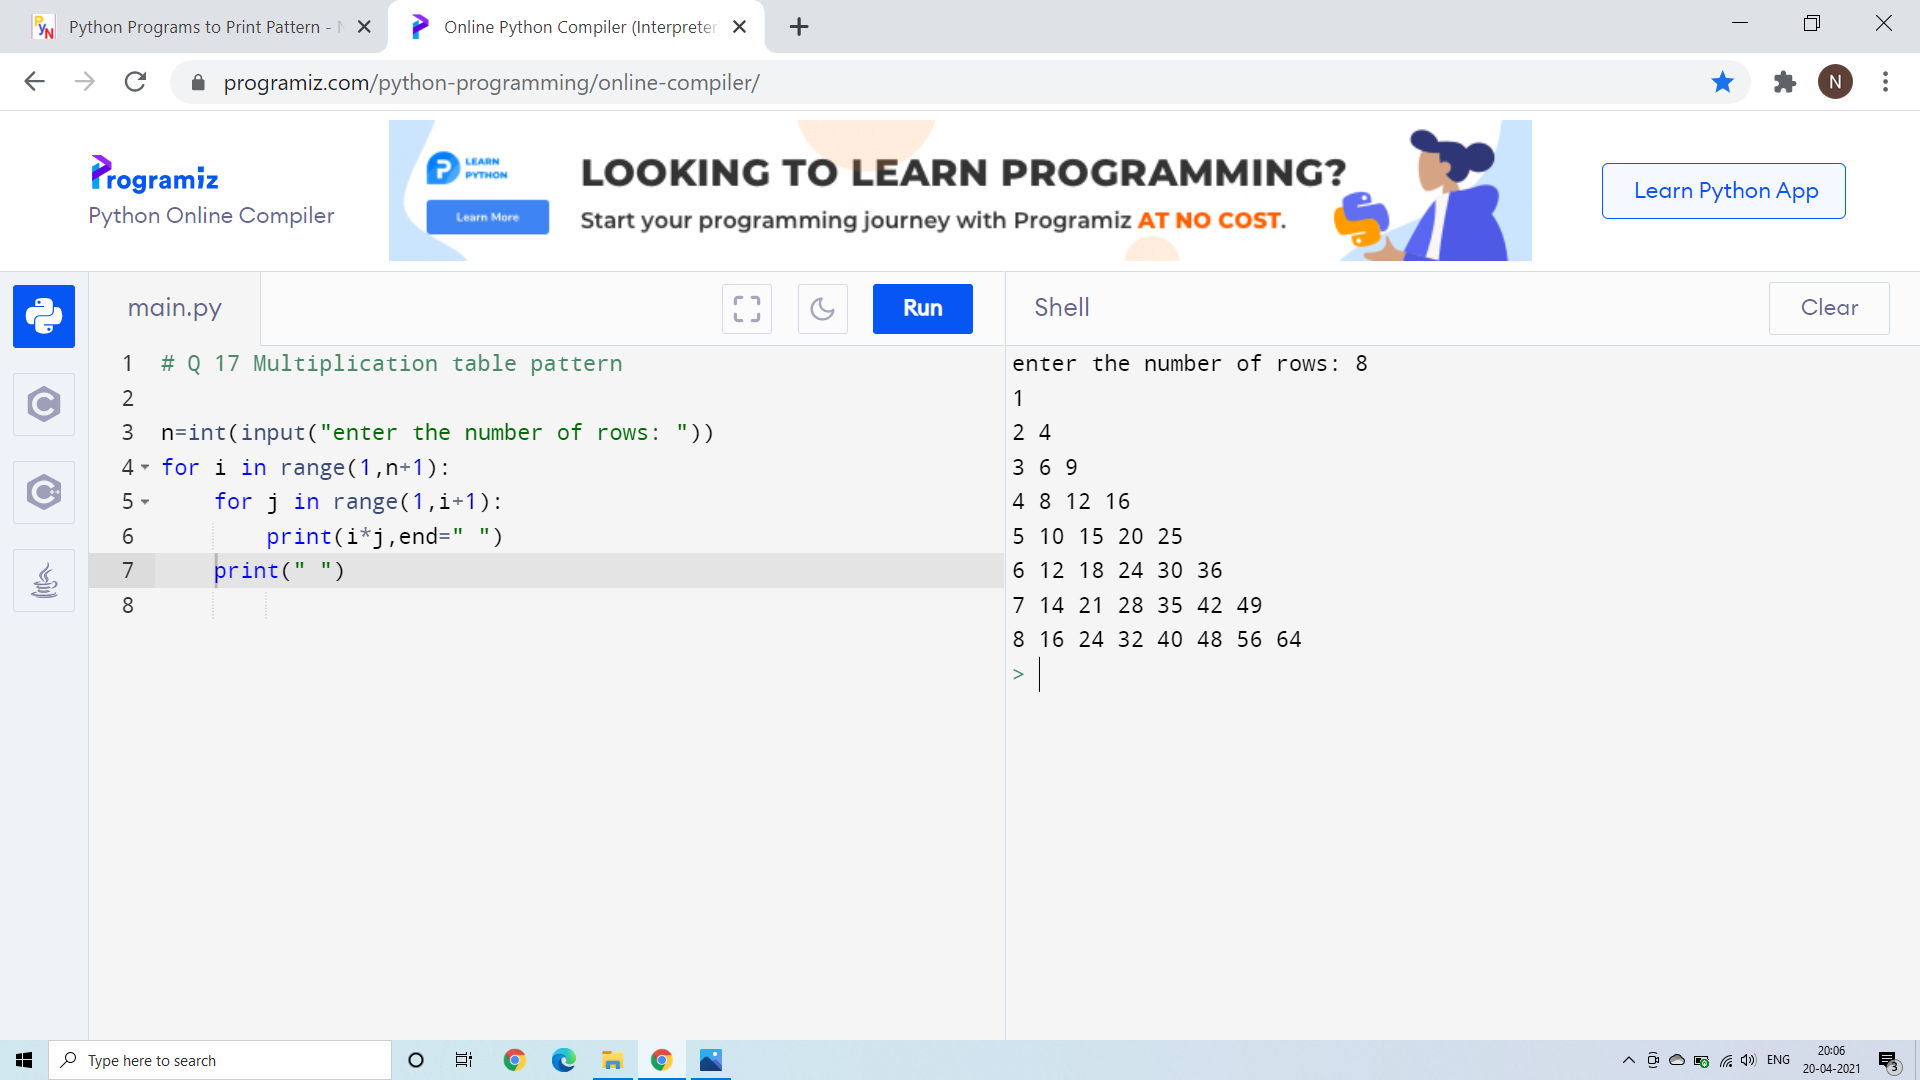 Python Programs to Print Pattern -
Online Python Compiler (Interpreter
programiz.com/python-programming/online-compiler/
N
Programiz
Python Online Compiler
LEARN
PYTHON
Learn More
LOOKING TO LEARN PROGRAMMING?
Start your programming journey with Programiz AT NO COST.
Learn Python App
main.py
Run
Shell
Clear
1 # Q 17 Multiplication table pattern
2
3 n=int(input("enter the number of rows: "))
4 for i in range(1,n+1):
5     for j in range(1,i+1):
6         print(i*j,end=" ")
7     print(" ")
8
enter the number of rows: 8
1
2 4
3 6 9
4 8 12 16
5 10 15 20 25
6 12 18 24 30 36
7 14 21 28 35 42 49
8 16 24 32 40 48 56 64
>
Type here to search
ENG
20:06
20-04-2021
3